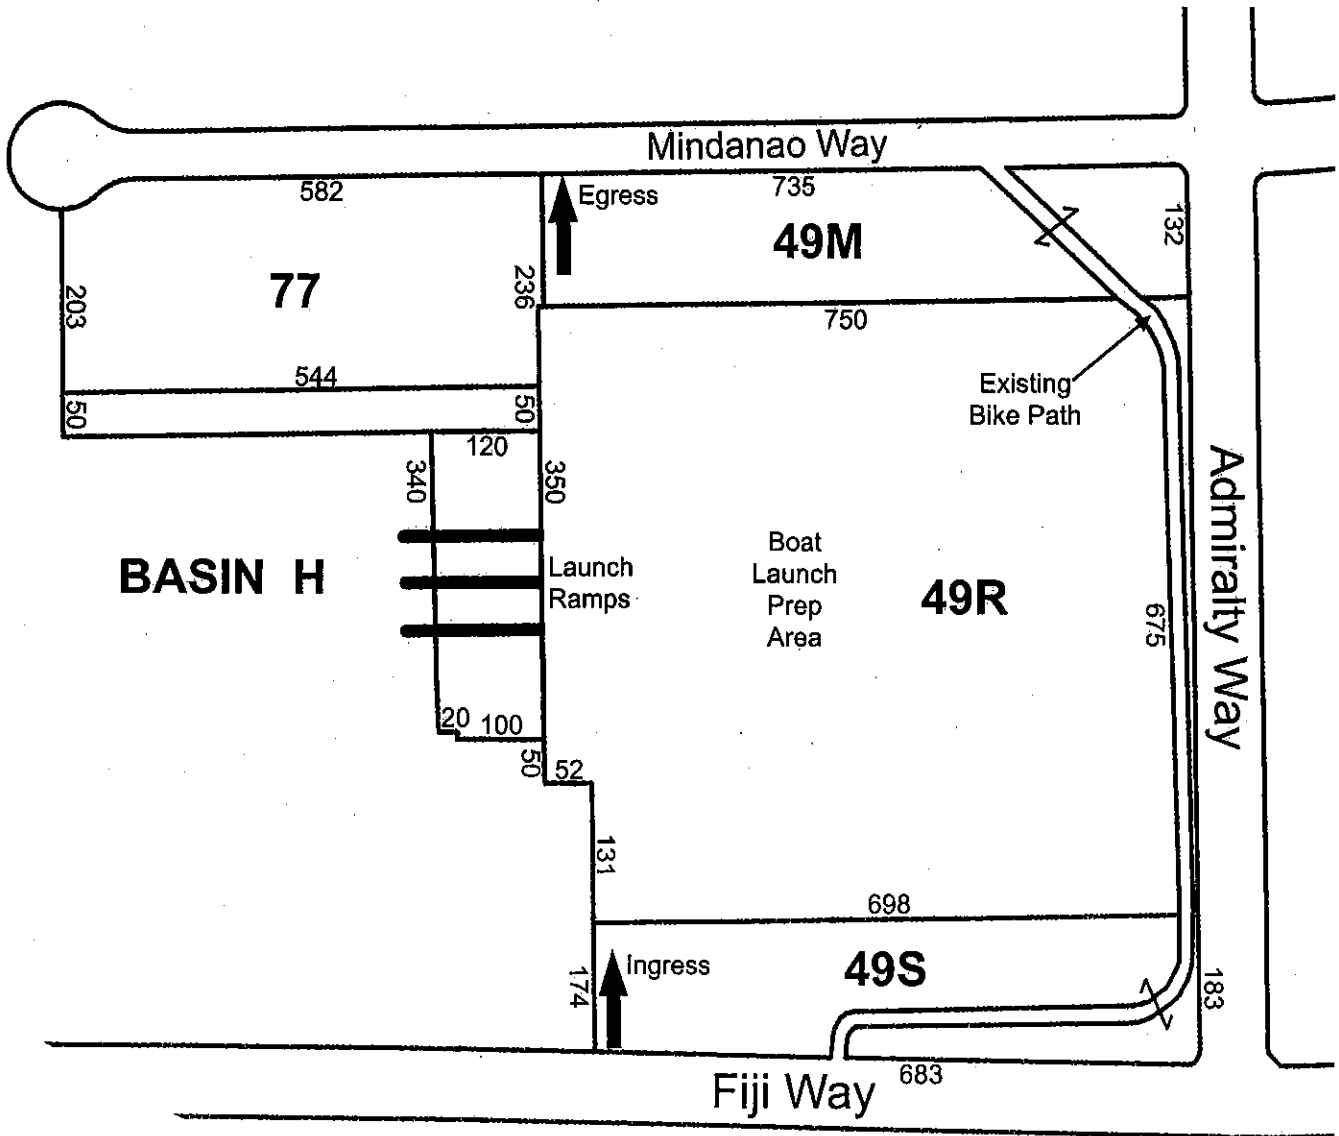 Mindanao Way
582
Egress
735
49M
132
77
236
203
750
544
Existing
Bike Path
50
50
120
340
350
Admiralty Way
BASIN H
Launch
Ramps
Boat
Launch
Prep
Area
49R
675
20
100
50
52
131
698
49S
Ingress
174
183
683
Fiji Way